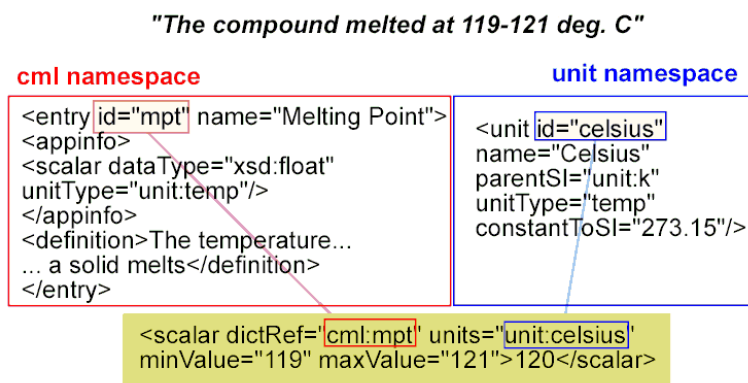 "The compound melted at 119-121 deg. C"
cml namespace
<entry id="mpt" name="Melting Point">
<appinfo>
<scalar dataType="xsd:float"
unitType="unit:temp"/>
</appinfo>
<definition>The temperature...
... a solid melts</definition>
</entry>
unit namespace
<unit id="celsius"
name="Celsius"
parentSI="unit:k"
unitType="temp"
constantToSI="273.15"/>
<scalar dictRef="cml:mpt" units="unit:celsius"
minValue="119" maxValue="121">120</scalar>